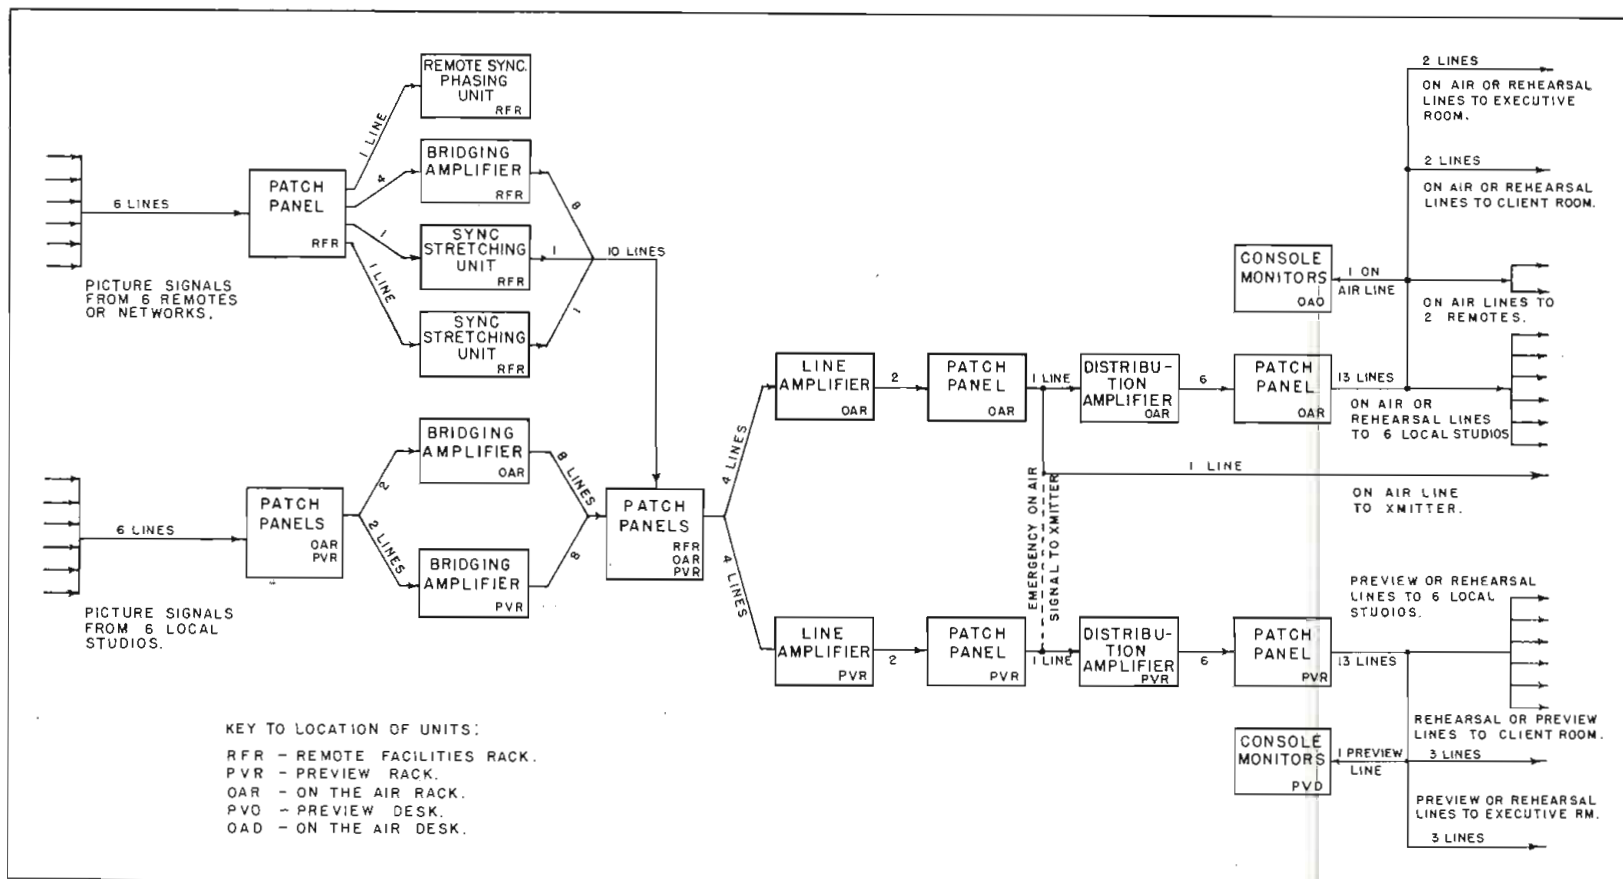 REMOTE SYNC.
PHASING
UNIT
RFR
1 LINE
BRIDGING
AMPLIFIER
RFR
4
8
PATCH
PANEL
RFR
6 LINES
PICTURE SIGNALS
FROM 6 REMOTES
OR NETWORKS.
1
SYNC
STRETCHING
UNIT
RFR
1
10 LINES
1 LINE
SYNC
STRETCHING
UNIT
RFR
1
BRIDGING
AMPLIFIER
OAR
2
8 LINES
6 LINES
PATCH
PANELS
OAR
PVR
2 LINES
BRIDGING
AMPLIFIER
PVR
8
PICTURE SIGNALS
FROM 6 LOCAL
STUDIOS.
PATCH
PANELS
RFR
OAR
PVR
4 LINES
4 LINES
LINE
AMPLIFIER
OAR
2
PATCH
PANEL
OAR
1 LINE
DISTRIBU-
TION
AMPLIFIER
OAR
6
PATCH
PANEL
OAR
13 LINES
2 LINES
ON AIR OR REHEARSAL
LINES TO EXECUTIVE
ROOM.
2 LINES
ON AIR OR REHEARSAL
LINES TO CLIENT ROOM.
CONSOLE
MONITORS
OAD
1 ON
AIR LINE
ON AIR LINES TO
2 REMOTES.
ON AIR OR
REHEARSAL LINES
TO 6 LOCAL STUDIOS
1 LINE
ON AIR LINE
TO XMITTER.
EMERGENCY ON AIR
SIGNAL TO XMITTER
LINE
AMPLIFIER
PVR
2
PATCH
PANEL
PVR
1 LINE
DISTRIBU-
TION
AMPLIFIER
PVR
6
PATCH
PANEL
PVR
13 LINES
PREVIEW OR REHEARSAL
LINES TO 6 LOCAL
STUDIOS.
REHEARSAL OR PREVIEW
LINES TO CLIENT ROOM.
CONSOLE
MONITORS
PVD
1 PREVIEW
LINE
3 LINES
PREVIEW OR REHEARSAL
LINES TO EXECUTIVE RM.
3 LINES
KEY TO LOCATION OF UNITS:
RFR - REMOTE FACILITIES RACK.
PVR - PREVIEW RACK.
OAR - ON THE AIR RACK.
PVD - PREVIEW DESK.
OAD - ON THE AIR DESK.